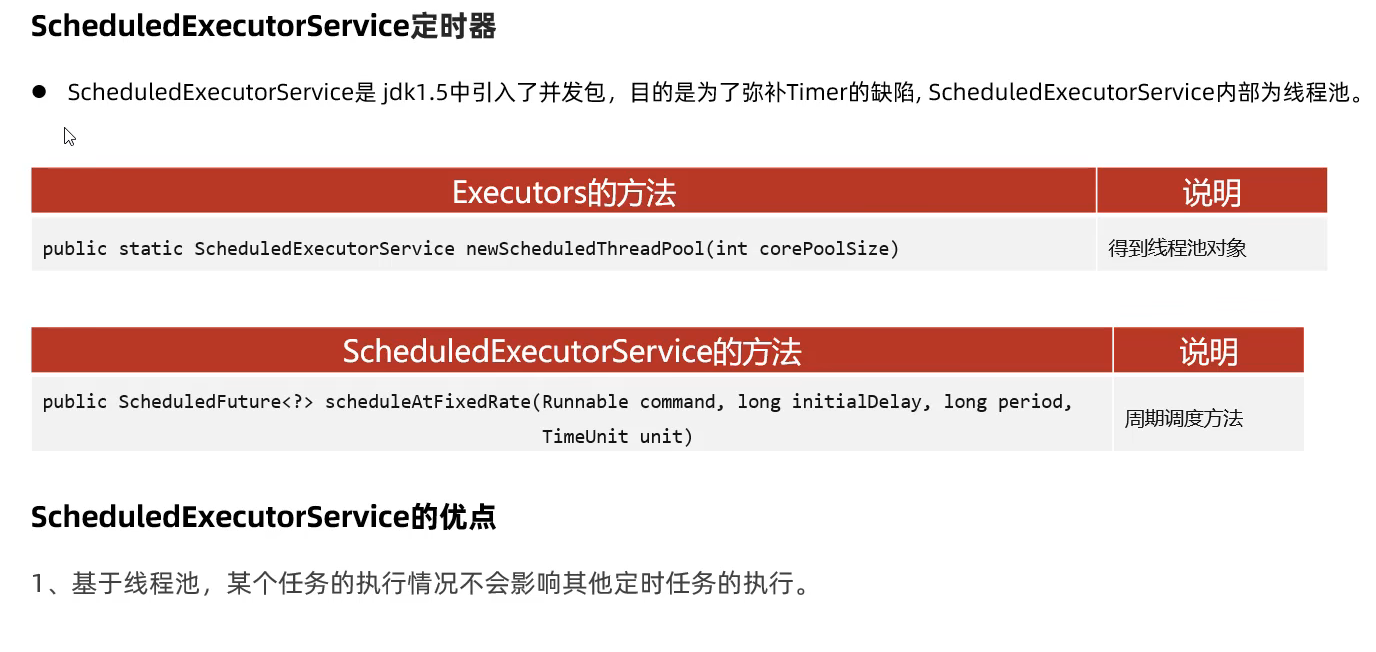 ScheduledExecutorService定时器
● ScheduledExecutorService是 jdk1.5中引入了并发包，目的是为了弥补Timer的缺陷, ScheduledExecutorService内部为线程池。
Executors的方法 说明
public static ScheduledExecutorService newScheduledThreadPool(int corePoolSize) 得到线程池对象
ScheduledExecutorService的方法 说明
public ScheduledFuture<?> scheduleAtFixedRate(Runnable command, long initialDelay, long period,
TimeUnit unit)
周期调度方法
ScheduledExecutorService的优点
1、基于线程池，某个任务的执行情况不会影响其他定时任务的执行。